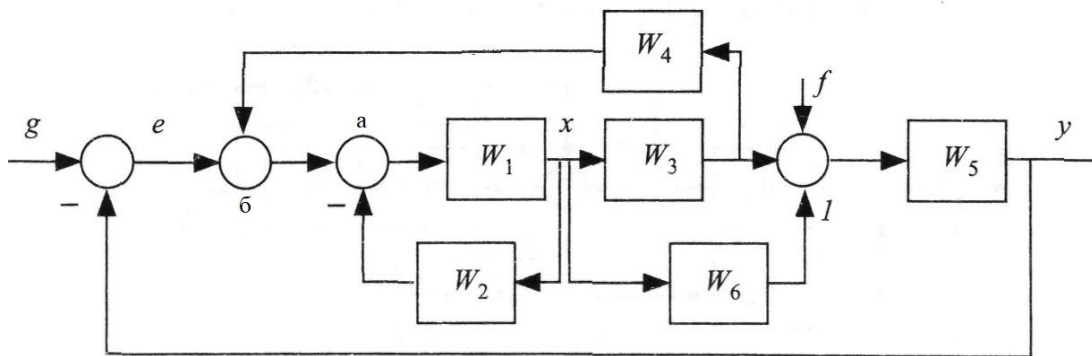 W₄
f
g
e
а
x
y
б
W₁
W₃
W₅
–
–
1
W₂
W₆